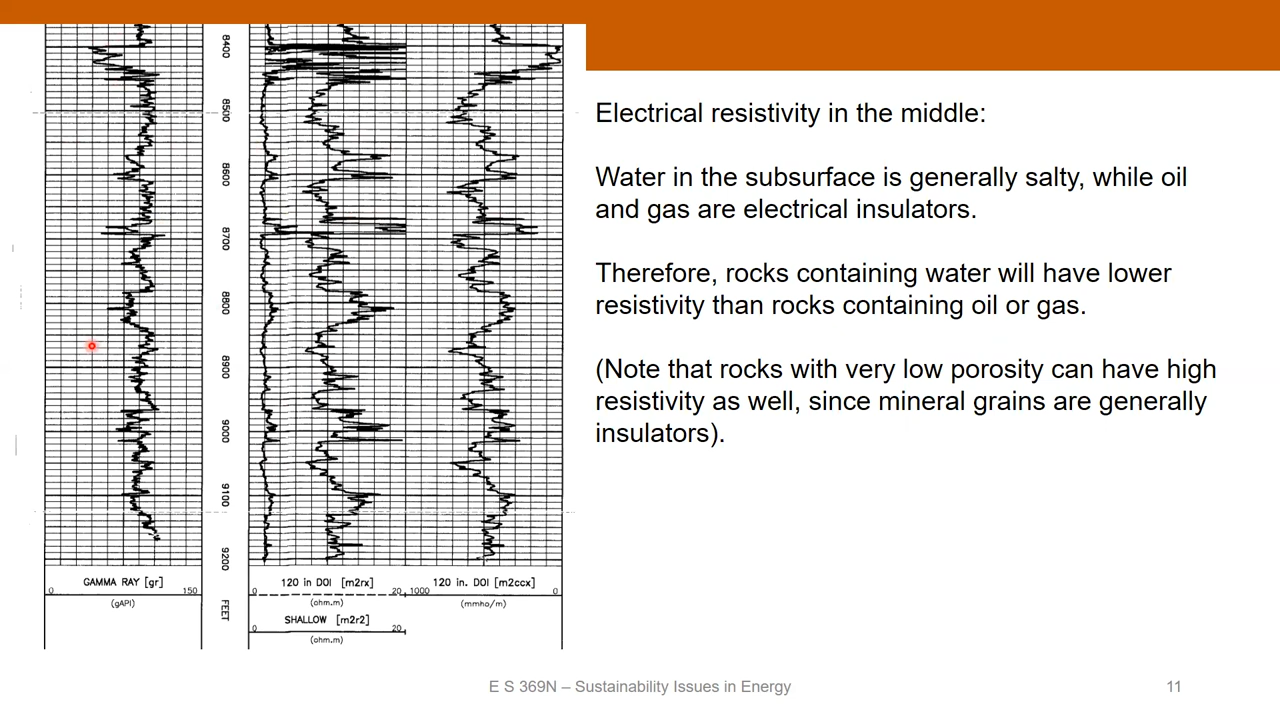 8400
8500
8600
8700
8800
8900
9000
9100
9200
FEET
GAMMA RAY [gr]
0 150
(gAPI)
120 in DOI [m2rx]
0 20
(ohm.m)
SHALLOW [m2r2]
0 20
(ohm.m)
120 in. DOI [m2ccx]
1000 0
(mmho/m)
Electrical resistivity in the middle:
Water in the subsurface is generally salty, while oil
and gas are electrical insulators.
Therefore, rocks containing water will have lower
resistivity than rocks containing oil or gas.
(Note that rocks with very low porosity can have high
resistivity as well, since mineral grains are generally
insulators).
E S 369N – Sustainability Issues in Energy
11